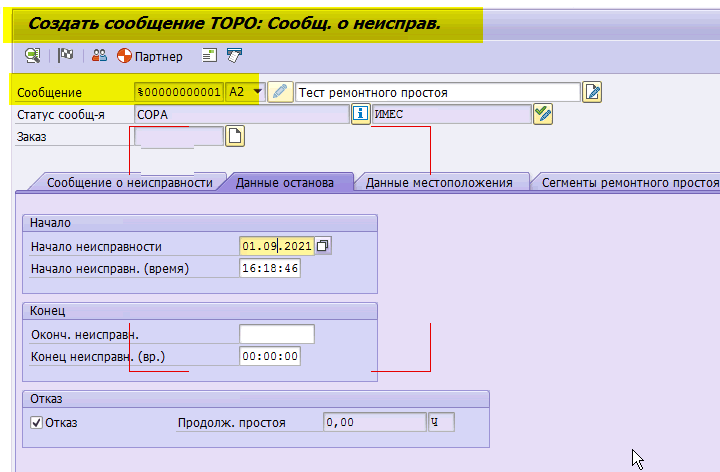 Создать сообщение ТОРО: Сообщ. о неисправ.
Партнер
Сообщение %00000000001 A2 Тест ремонтного простоя
Статус сообщ-я СОРА ИМЕС
Заказ
Сообщение о неисправности Данные останова Данные местоположения Сегменты ремонтного простоя
Начало
Начало неисправности 01.09.2021
Начало неисправн. (время) 16:18:46
Конец
Оконч. неисправн.
Конец неисправн. (вр.) 00:00:00
Отказ
Отказ Продолж. простоя 0,00 Ч